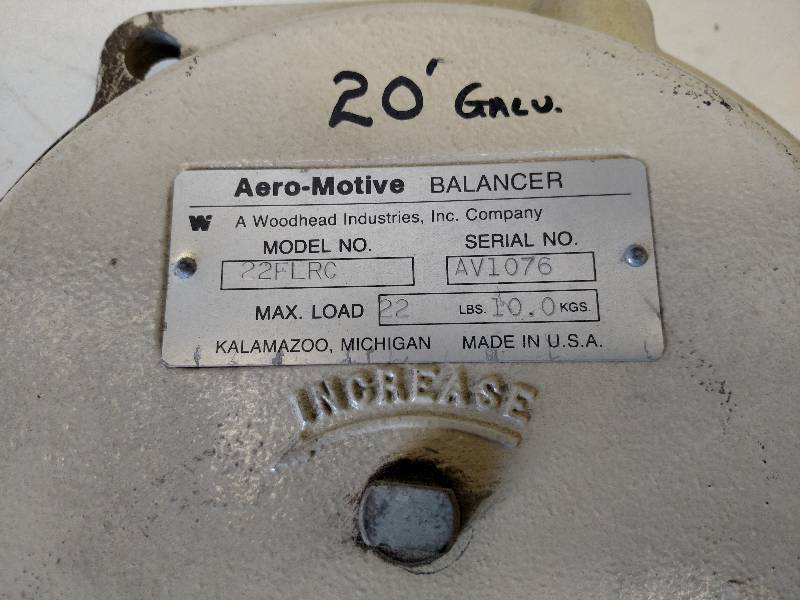 20' GALV.
Aero-Motive BALANCER
W A Woodhead Industries, Inc. Company
MODEL NO. SERIAL NO.
22FLRC AV1076
MAX. LOAD 22 LBS. 10.0 KGS.
KALAMAZOO, MICHIGAN MADE IN U.S.A.
INCREASE